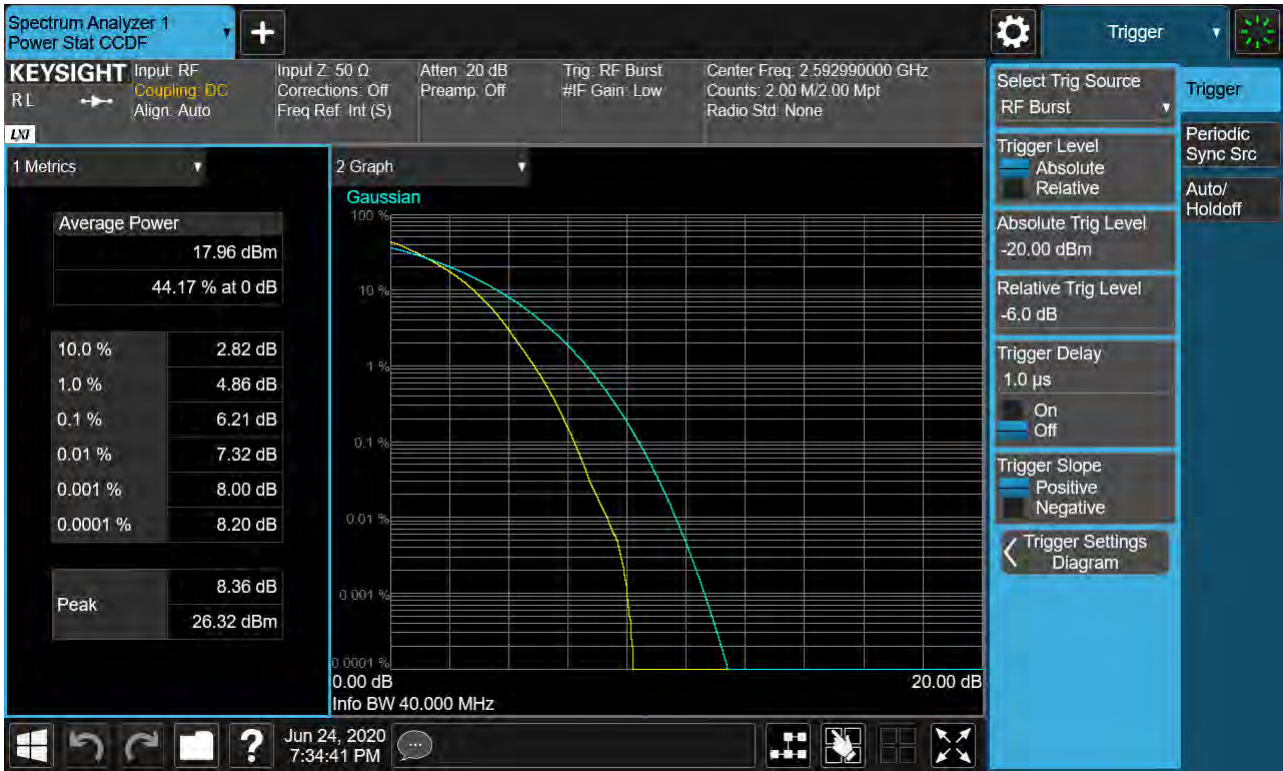 Spectrum Analyzer 1
Power Stat CCDF
Trigger
KEYSIGHT
R L
LXI
Input: RF
Coupling: DC
Align: Auto
Input Z: 50 Ω
Corrections: Off
Freq Ref: Int (S)
Atten: 20 dB
Preamp: Off
Trig: RF Burst
#IF Gain: Low
Center Freq: 2.592990000 GHz
Counts: 2.00 M/2.00 Mpt
Radio Std: None
1 Metrics
Average Power
17.96 dBm
44.17 % at 0 dB
10.0 % 2.82 dB
1.0 % 4.86 dB
0.1 % 6.21 dB
0.01 % 7.32 dB
0.001 % 8.00 dB
0.0001 % 8.20 dB
Peak
8.36 dB
26.32 dBm
2 Graph
Gaussian
100 %
10 %
1 %
0.1 %
0.01 %
0.001 %
0.0001 %
0.00 dB 20.00 dB
Info BW 40.000 MHz
Select Trig Source
RF Burst
Trigger Level
Absolute
Relative
Absolute Trig Level
-20.00 dBm
Relative Trig Level
-6.0 dB
Trigger Delay
1.0 µs
On
Off
Trigger Slope
Positive
Negative
Trigger Settings
Diagram
Trigger
Periodic
Sync Src
Auto/
Holdoff
?
Jun 24, 2020
7:34:41 PM